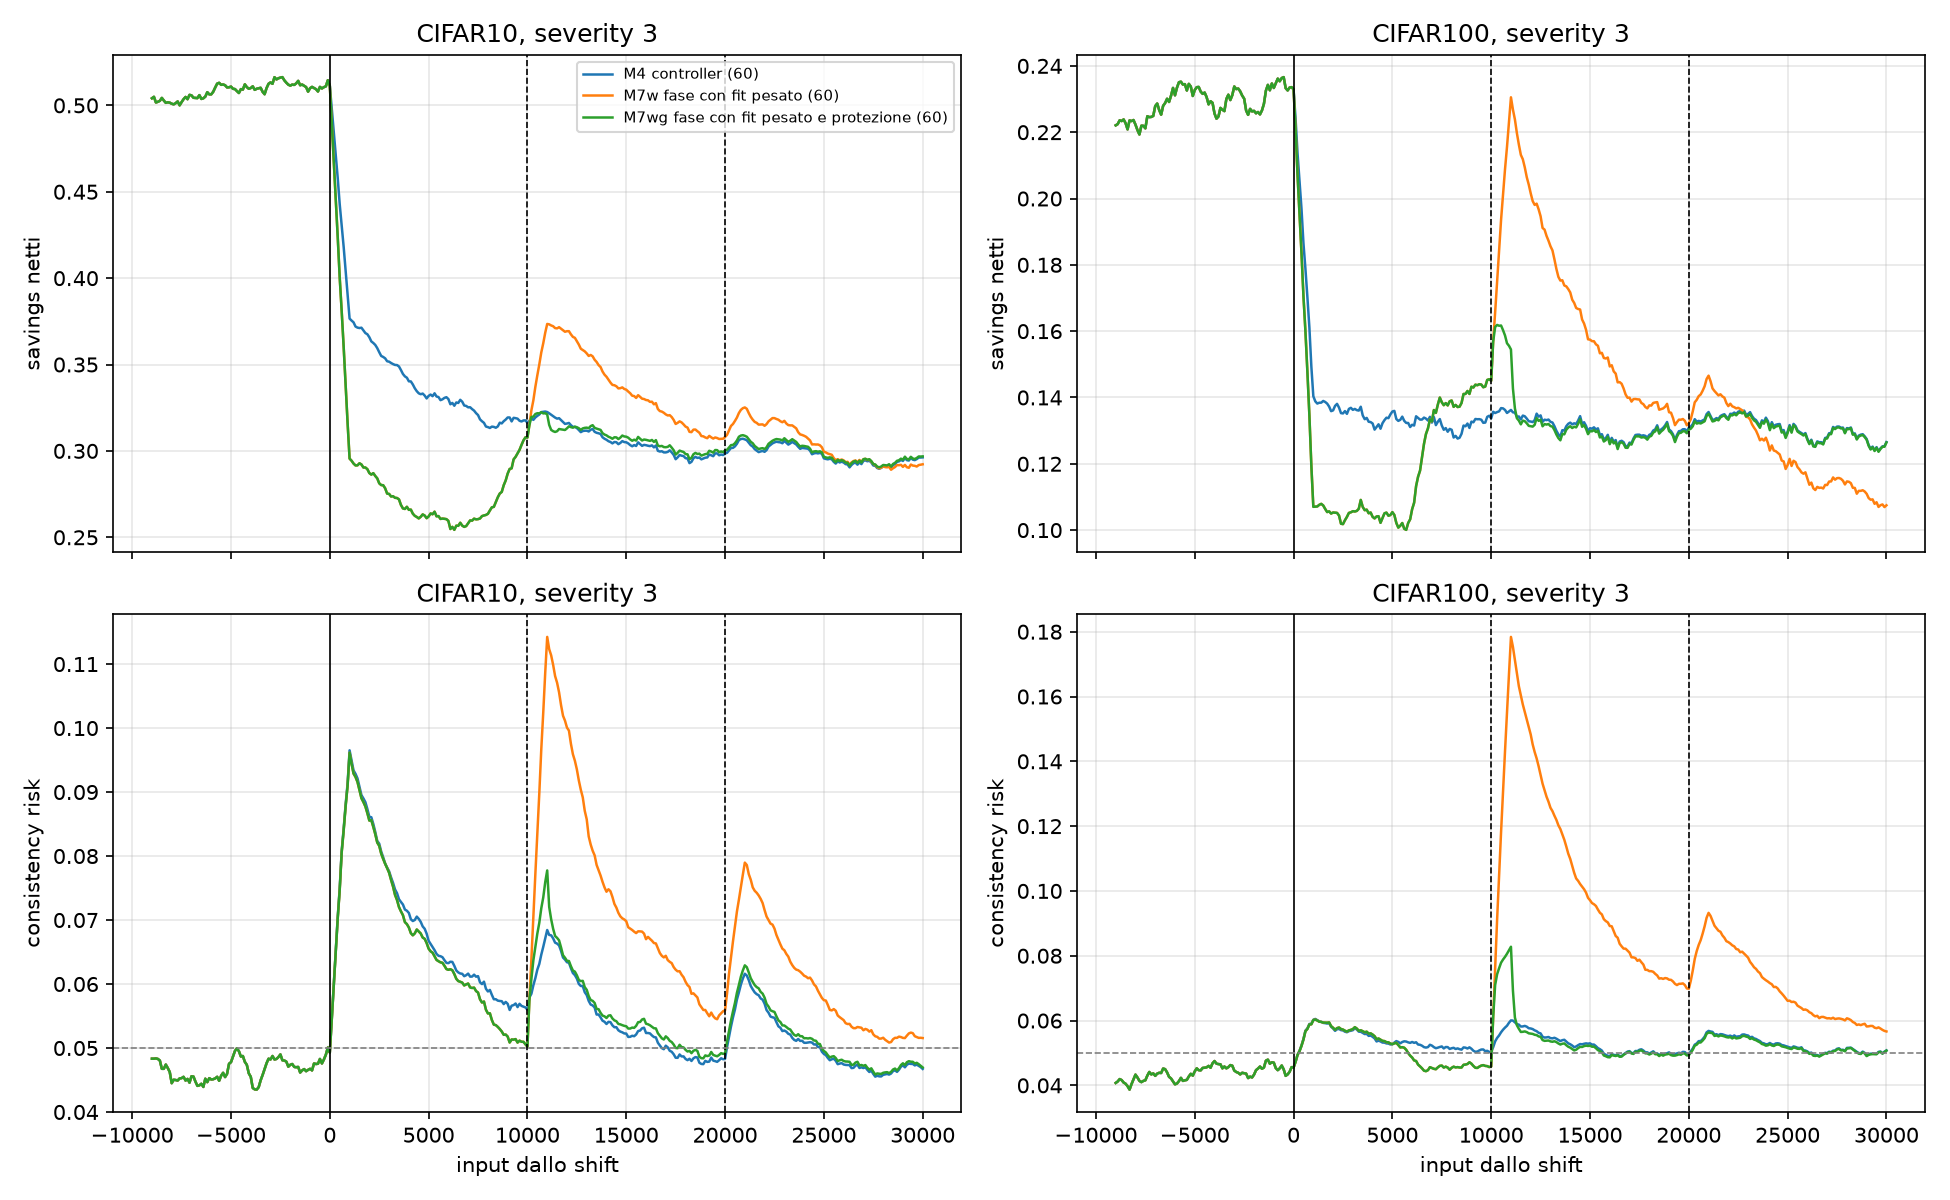 CIFAR10, severity 3
M4 controller (60)
M7w fase con fit pesato (60)
M7wg fase con fit pesato e protezione (60)
savings netti
0.50
0.45
0.40
0.35
0.30
0.25
CIFAR100, severity 3
savings netti
0.24
0.22
0.20
0.18
0.16
0.14
0.12
0.10
CIFAR10, severity 3
consistency risk
0.11
0.10
0.09
0.08
0.07
0.06
0.05
0.04
−10000 −5000 0 5000 10000 15000 20000 25000 30000
input dallo shift
CIFAR100, severity 3
consistency risk
0.18
0.16
0.14
0.12
0.10
0.08
0.06
0.04
−10000 −5000 0 5000 10000 15000 20000 25000 30000
input dallo shift